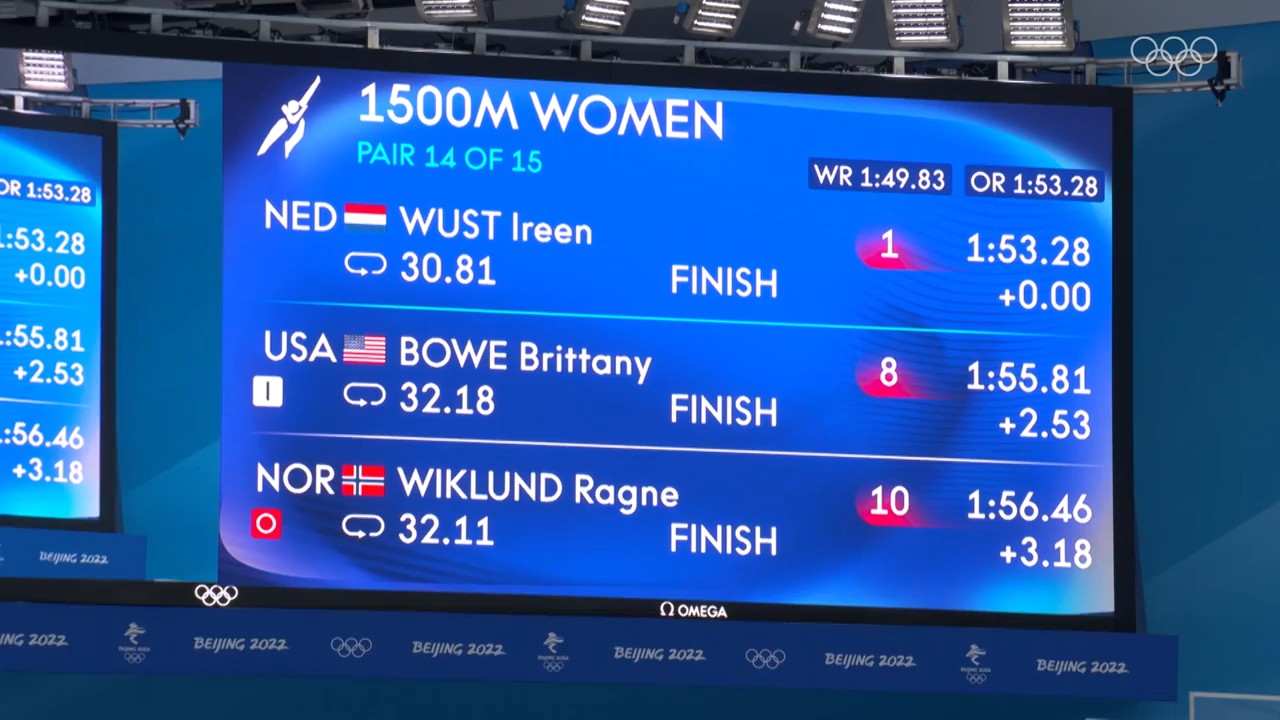 1500M WOMEN
PAIR 14 OF 15
WR 1:49.83 OR 1:53.28
NED WUST Ireen 1 1:53.28
30.81 FINISH +0.00
USA BOWE Brittany 8 1:55.81
I 32.18 FINISH +2.53
NOR WIKLUND Ragne 10 1:56.46
O 32.11 FINISH +3.18
OR 1:53.28
:53.28
+0.00
:55.81
+2.53
:56.46
+3.18
BEIJING 2022
Ω OMEGA
ING 2022 BEIJING 2022 BEIJING 2022 BEIJING 2022 BEIJING 2022 BEIJING 2022